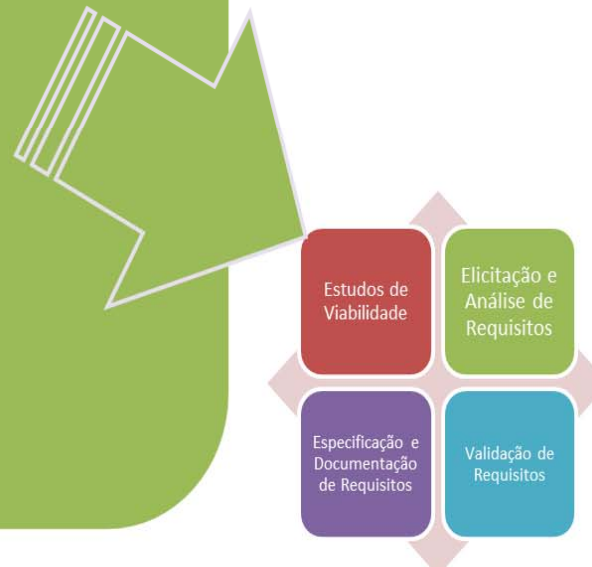 Estudos de
Viabilidade
Elicitação e
Análise de
Requisitos
Especificação e
Documentação
de Requisitos
Validação de
Requisitos